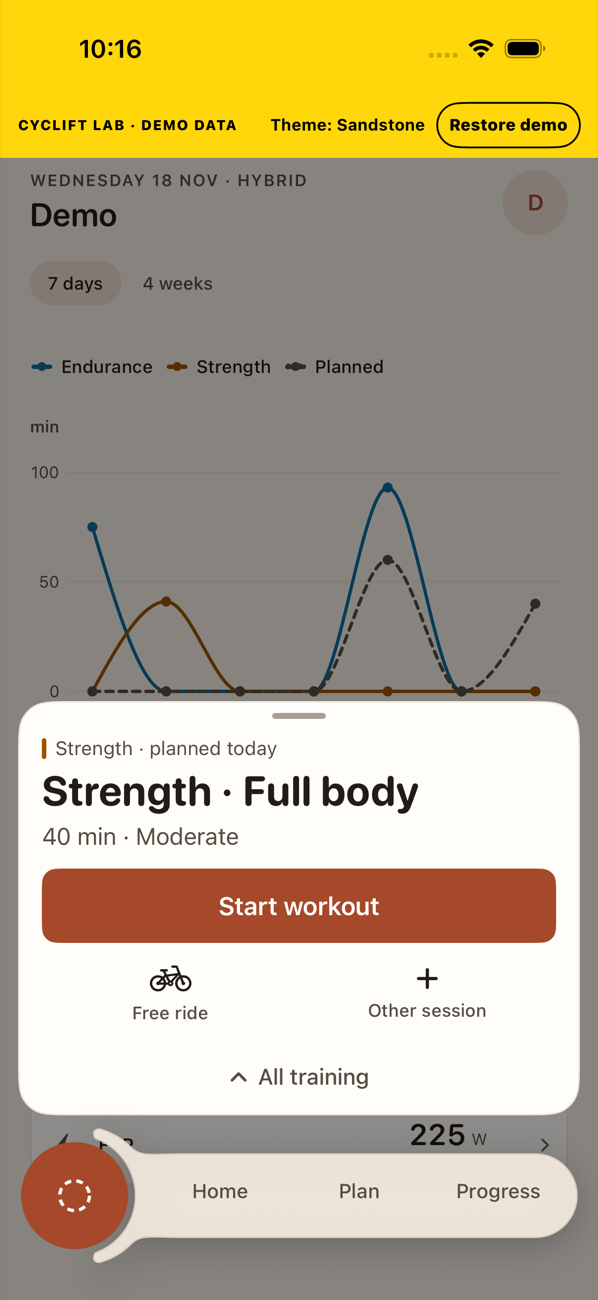 10:16
CYCLIFT LAB · DEMO DATA
Theme: Sandstone
Restore demo
WEDNESDAY 18 NOV · HYBRID
Demo
D
7 days
4 weeks
Endurance
Strength
Planned
min
100
50
0
Strength · planned today
Strength · Full body
40 min · Moderate
Start workout
Free ride
Other session
All training
225 W
Home
Plan
Progress